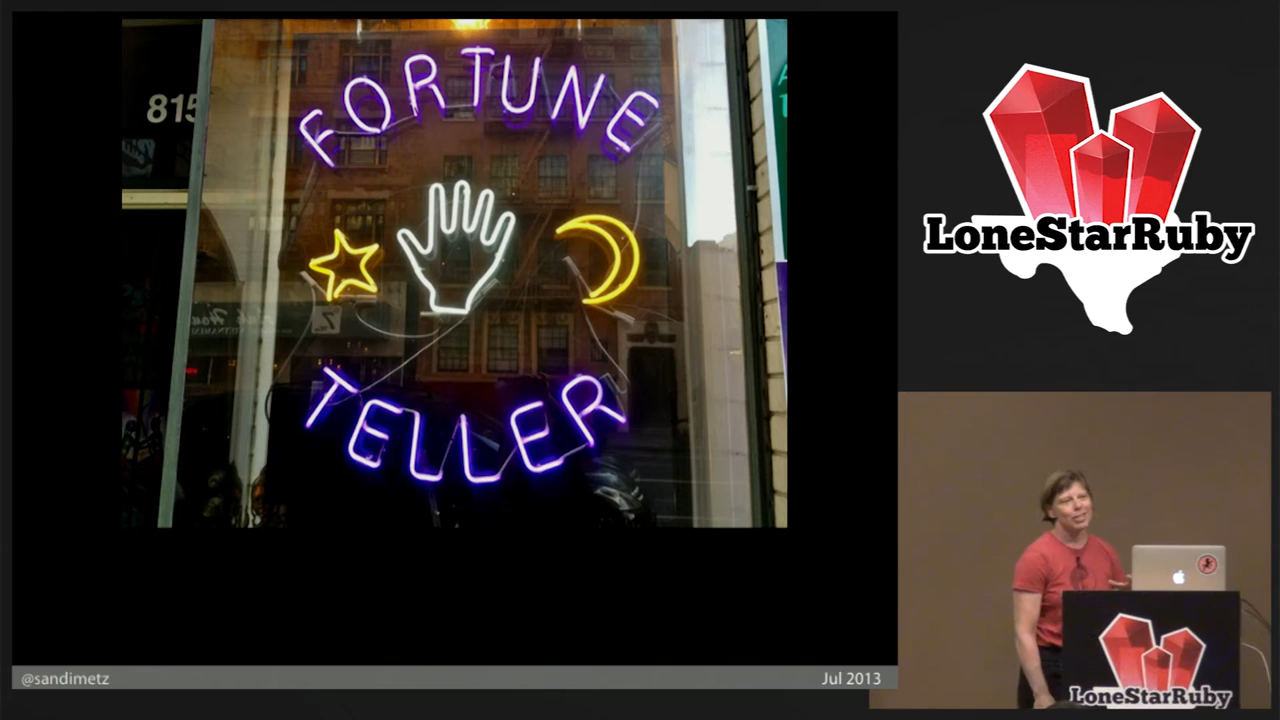 815
FORTUNE
TELLER
@sandimetz
Jul 2013
LoneStarRuby
LoneStarRuby